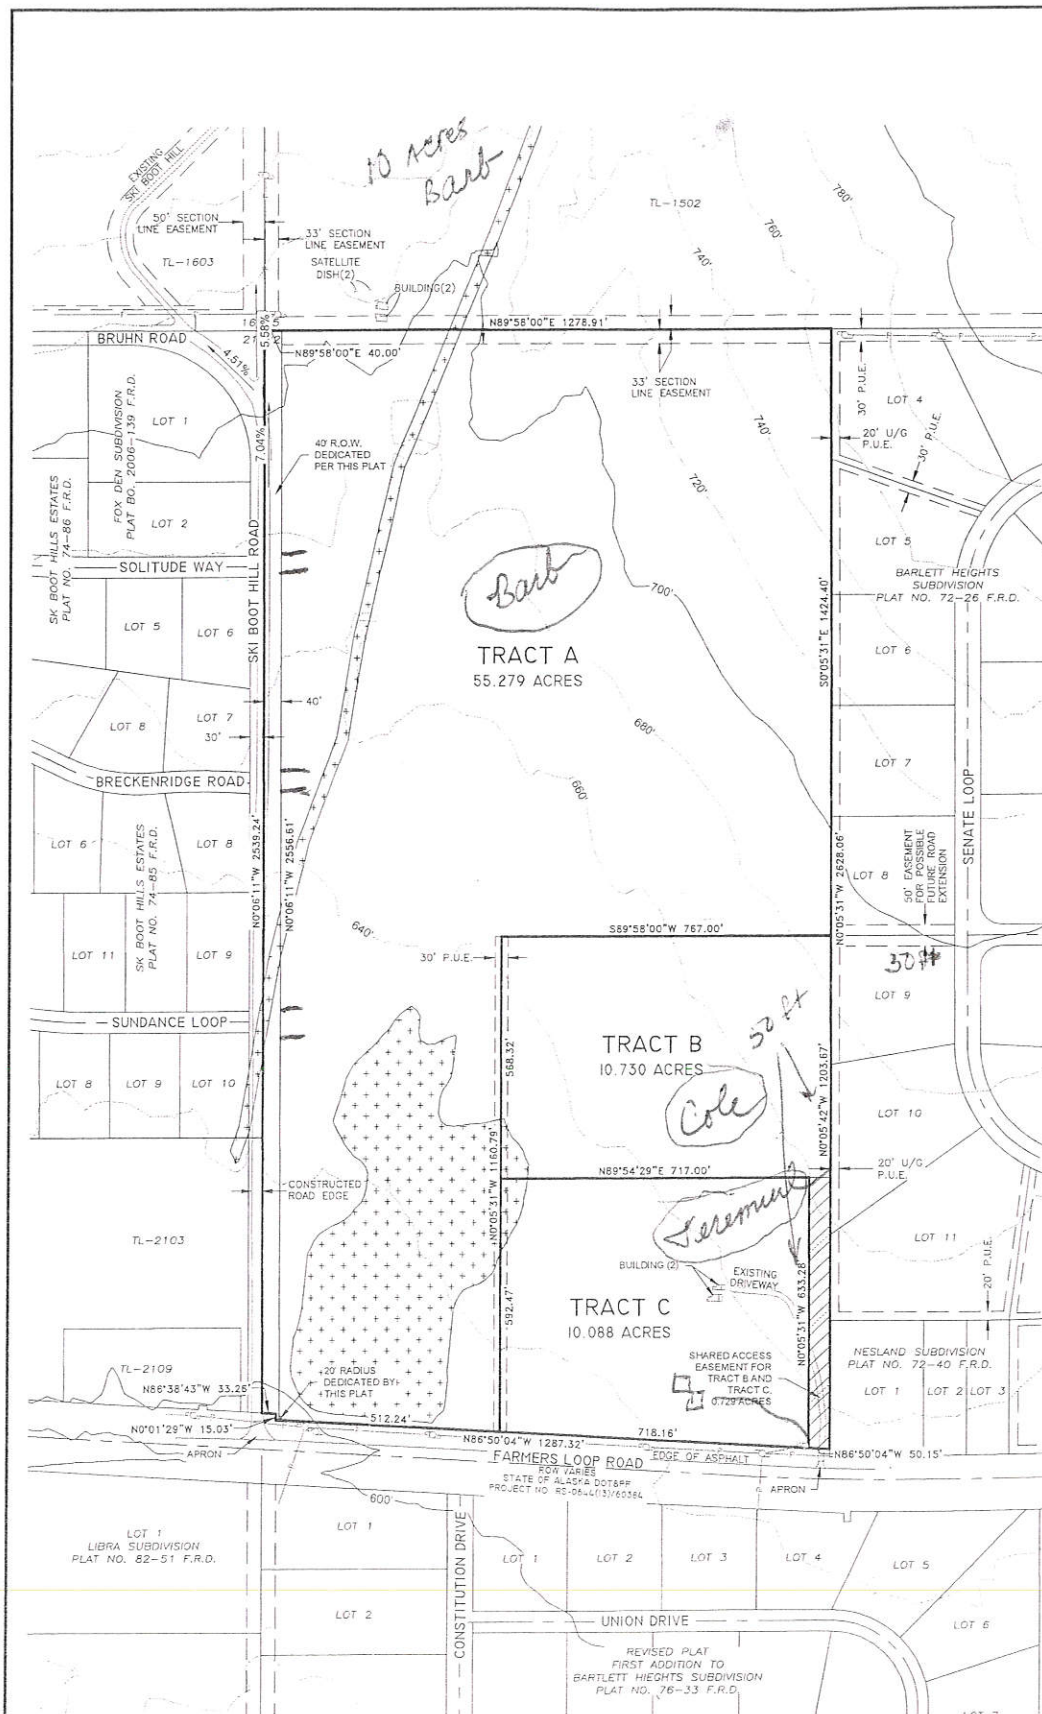 10 Acres
Barb
EXISTING
SKI BOOT HILL
50' SECTION
LINE EASEMENT
33' SECTION
LINE EASEMENT
TL-1603
SATELLITE
DISH(2)
BUILDING(2)
TL-1502
780'
760'
740'
N89°58'00"E 1278.91'
BRUHN ROAD
5.58%
4.51%
N89°58'00"E 40.00'
33' SECTION
LINE EASEMENT
740'
720'
30' P.U.E.
LOT 4
20' U/G
P.U.E.
30' P.U.E.
LOT 1
FOX DEN SUBDIVISION
PLAT NO. 2006-139 F.R.D.
7.04%
40' R.O.W.
DEDICATED
PER THIS PLAT
SK BOOT HILLS ESTATES
PLAT NO. 74-86 F.R.D.
LOT 2
SOLITUDE WAY
SKI BOOT HILL ROAD
LOT 5
BARLETT HEIGHTS
SUBDIVISION
PLAT NO. 72-26 F.R.D.
Barb
TRACT A
55.279 ACRES
700'
S0°05'31"E 1424.40'
LOT 5
LOT 6
LOT 6
LOT 8
LOT 7
40'
30'
680'
660'
BRECKENRIDGE ROAD
LOT 7
SENATE LOOP
LOT 6
LOT 8
SK BOOT HILLS ESTATES
PLAT NO. 74-85 F.R.D.
N0°06'11"W 2539.24'
N0°06'11"W 2556.61'
N0°05'31"W 2628.06'
LOT 8
50' EASEMENT
FOR POSSIBLE
FUTURE ROAD
EXTENSION
LOT 11
LOT 9
640'
S89°58'00"W 767.00'
30' P.U.E.
50 ft
LOT 9
SUNDANCE LOOP
568.32'
TRACT B
10.730 ACRES
50 ft
Cole
N0°05'42"W 1203.67'
LOT 8
LOT 9
LOT 10
LOT 10
N0°05'31"W 1160.79'
N89°54'29"E 717.00'
20' U/G
P.U.E.
CONSTRUCTED
ROAD EDGE
TL-2103
LOT 11
20' P.U.E.
BUILDING (2)
EXISTING
DRIVEWAY
592.47'
TRACT C
10.088 ACRES
N0°05'31"W 633.28'
SHARED ACCESS
EASEMENT FOR
TRACT B AND
TRACT C.
0.729 ACRES
NESLAND SUBDIVISION
PLAT NO. 72-40 F.R.D.
LOT 1
LOT 2
LOT 3
TL-2109
20' RADIUS
DEDICATED BY
THIS PLAT
N86°38'43"W 33.26'
N0°01'29"W 15.03'
APRON
512.24'
N86°50'04"W 1287.32'
718.16'
N86°50'04"W 50.15'
FARMERS LOOP ROAD
ROW VARIES
STATE OF ALASKA DOT&PF
EDGE OF ASPHALT
APRON
600'
LOT 1
LIBRA SUBDIVISION
PLAT NO. 82-51 F.R.D.
LOT 1
CONSTITUTION DRIVE
LOT 1
LOT 2
LOT 3
LOT 4
LOT 5
LOT 2
UNION DRIVE
LOT 6
REVISED PLAT
FIRST ADDITION TO
BARTLETT HIEGHTS SUBDIVISION
PLAT NO. 76-33 F.R.D.